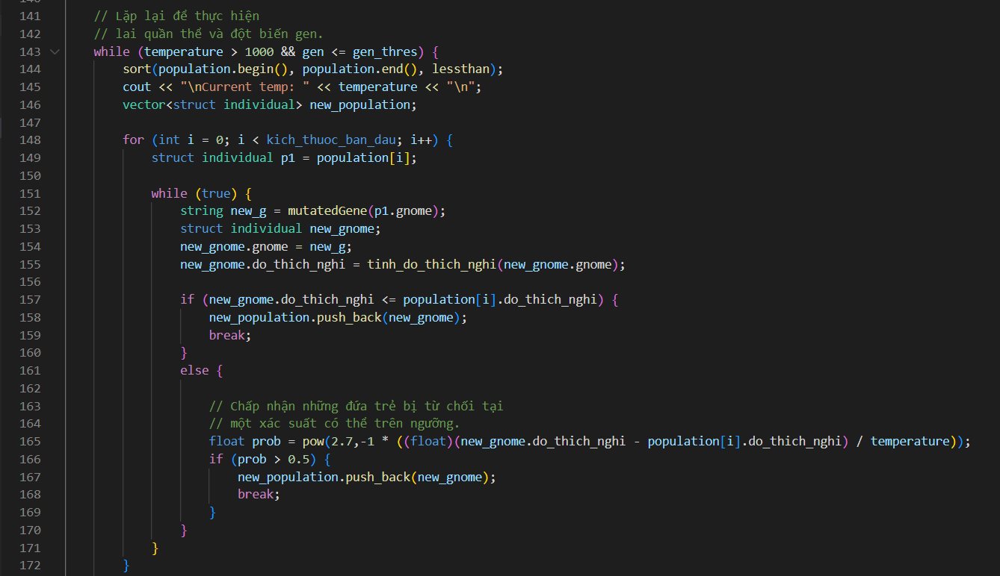 141 // Lặp lại để thực hiện
142 // lai quần thể và đột biến gen.
143 while (temperature > 1000 && gen <= gen_thres) {
144 sort(population.begin(), population.end(), lessthan);
145 cout << "\nCurrent temp: " << temperature << "\n";
146 vector<struct individual> new_population;
147
148 for (int i = 0; i < kich_thuoc_ban_dau; i++) {
149 struct individual p1 = population[i];
150
151 while (true) {
152 string new_g = mutatedGene(p1.gnome);
153 struct individual new_gnome;
154 new_gnome.gnome = new_g;
155 new_gnome.do_thich_nghi = tinh_do_thich_nghi(new_gnome.gnome);
156
157 if (new_gnome.do_thich_nghi <= population[i].do_thich_nghi) {
158 new_population.push_back(new_gnome);
159 break;
160 }
161 else {
162
163 // Chấp nhận những đứa trẻ bị từ chối tại
164 // một xác suất có thể trên ngưỡng.
165 float prob = pow(2.7,-1 * ((float)(new_gnome.do_thich_nghi - population[i].do_thich_nghi) / temperature));
166 if (prob > 0.5) {
167 new_population.push_back(new_gnome);
168 break;
169 }
170 }
171 }
172 }